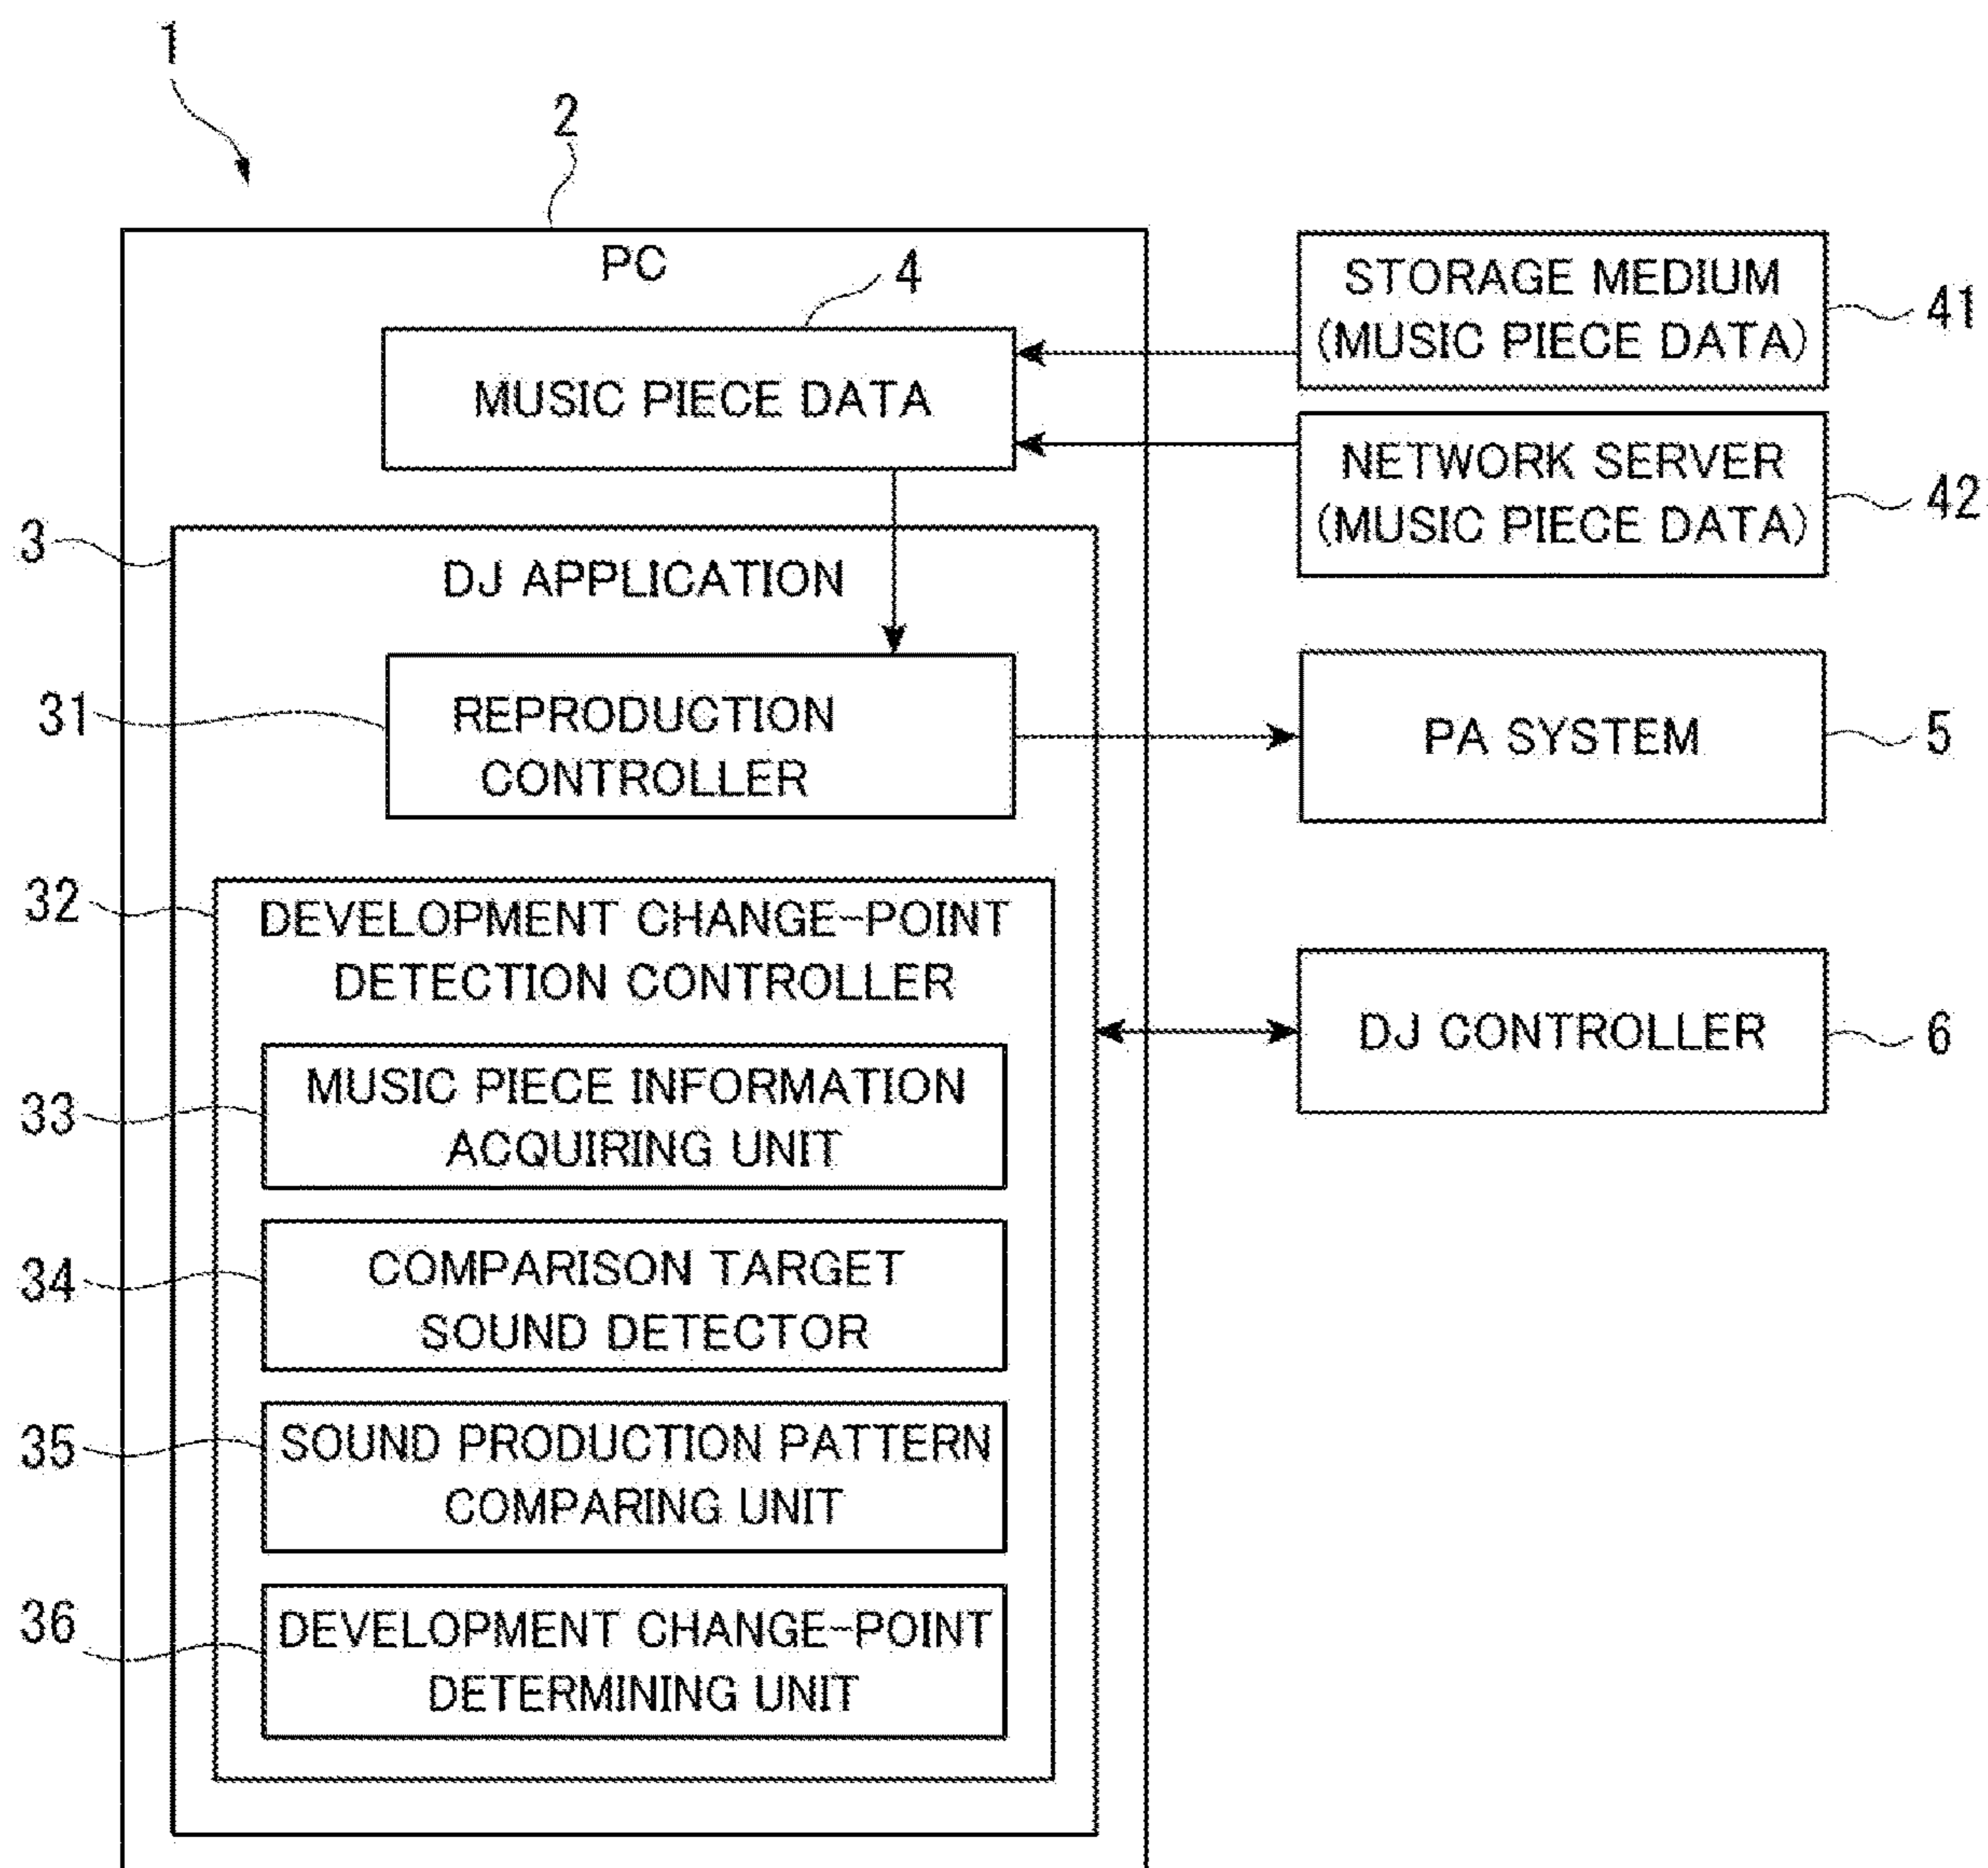 1
2
PC
4
MUSIC PIECE DATA
STORAGE MEDIUM
(MUSIC PIECE DATA)
41
NETWORK SERVER
(MUSIC PIECE DATA)
42
3
DJ APPLICATION
31
REPRODUCTION
CONTROLLER
PA SYSTEM
5
32
DEVELOPMENT CHANGE-POINT
DETECTION CONTROLLER
DJ CONTROLLER
6
33
MUSIC PIECE INFORMATION
ACQUIRING UNIT
34
COMPARISON TARGET
SOUND DETECTOR
35
SOUND PRODUCTION PATTERN
COMPARING UNIT
36
DEVELOPMENT CHANGE-POINT
DETERMINING UNIT